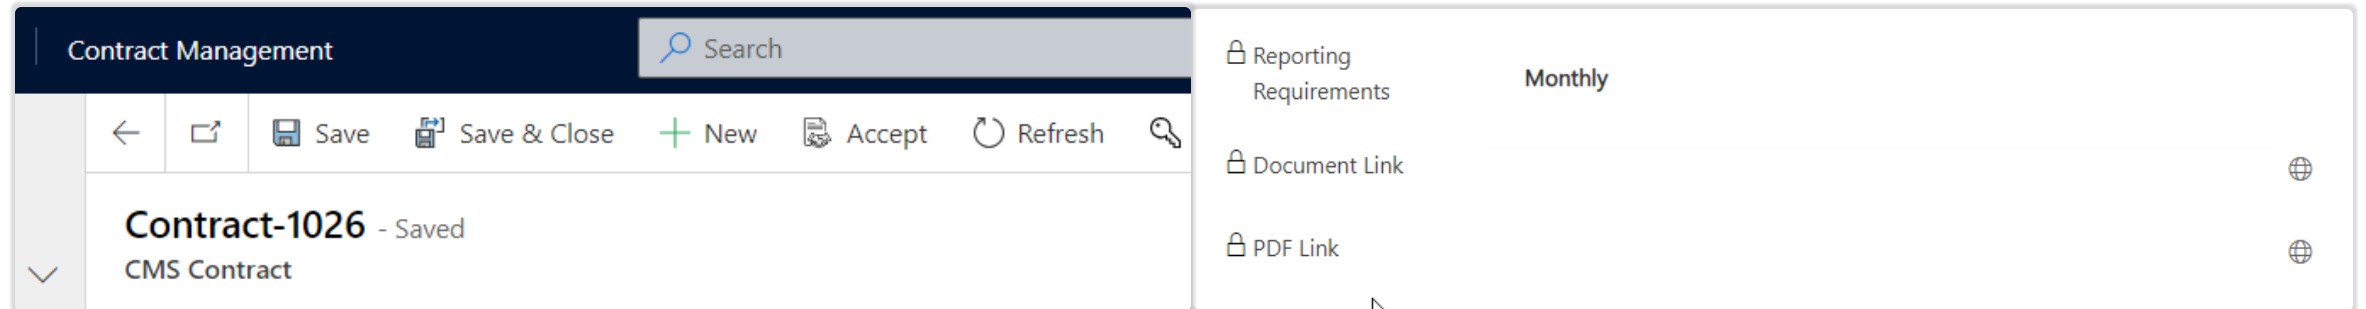 Contract Management
Search
Save
Save & Close
New
Accept
Refresh
Contract-1026 - Saved
CMS Contract
Reporting
Requirements
Monthly
Document Link
PDF Link